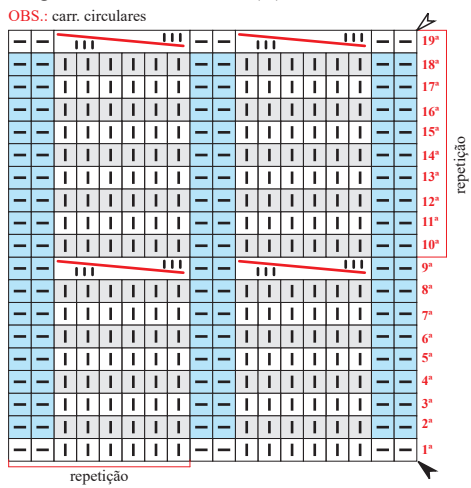 OBS.: carr. circulares
19ª
18ª
17ª
16ª
15ª
14ª
13ª
12ª
11ª
10ª
9ª
8ª
7ª
6ª
5ª
4ª
3ª
2ª
1ª
repetição
repetição